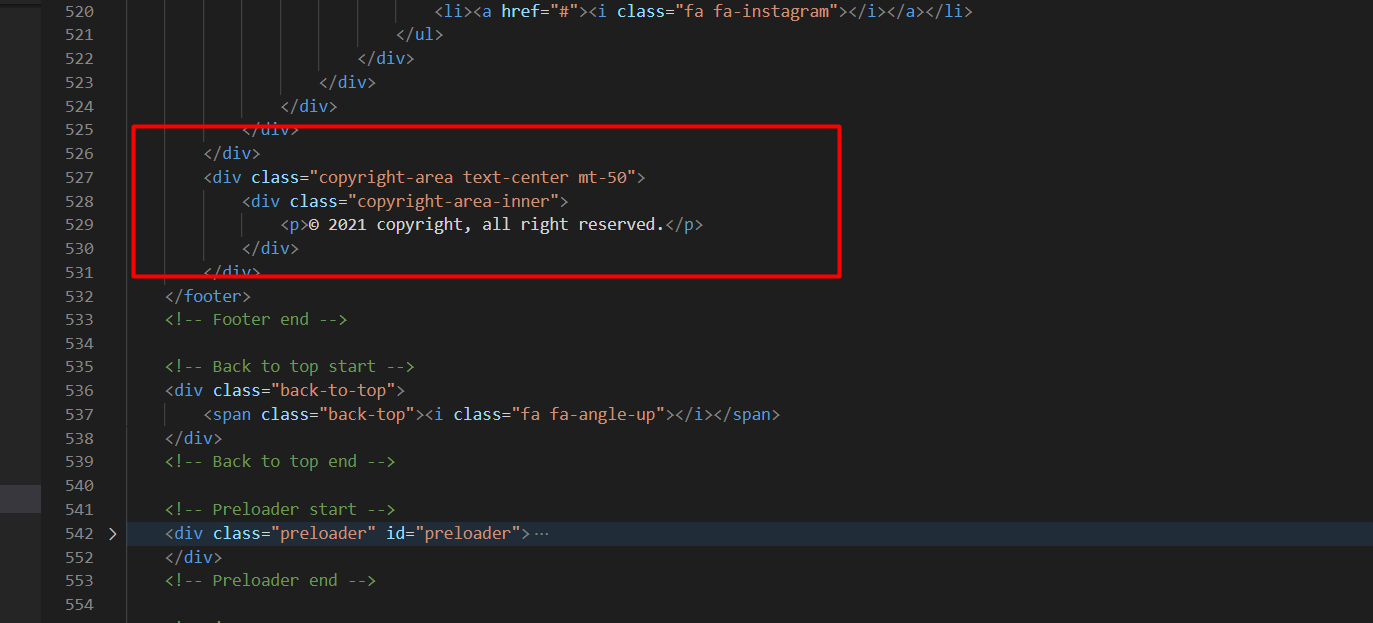 520 <li><a href="#"><i class="fa fa-instagram"></i></a></li>
521 </ul>
522 </div>
523 </div>
524 </div>
525 </div>
526 </div>
527 <div class="copyright-area text-center mt-50">
528 <div class="copyright-area-inner">
529 <p>© 2021 copyright, all right reserved.</p>
530 </div>
531 </div>
532 </footer>
533 <!-- Footer end -->
534
535 <!-- Back to top start -->
536 <div class="back-to-top">
537 <span class="back-top"><i class="fa fa-angle-up"></i></span>
538 </div>
539 <!-- Back to top end -->
540
541 <!-- Preloader start -->
542 <div class="preloader" id="preloader"> ···
552 </div>
553 <!-- Preloader end -->
554